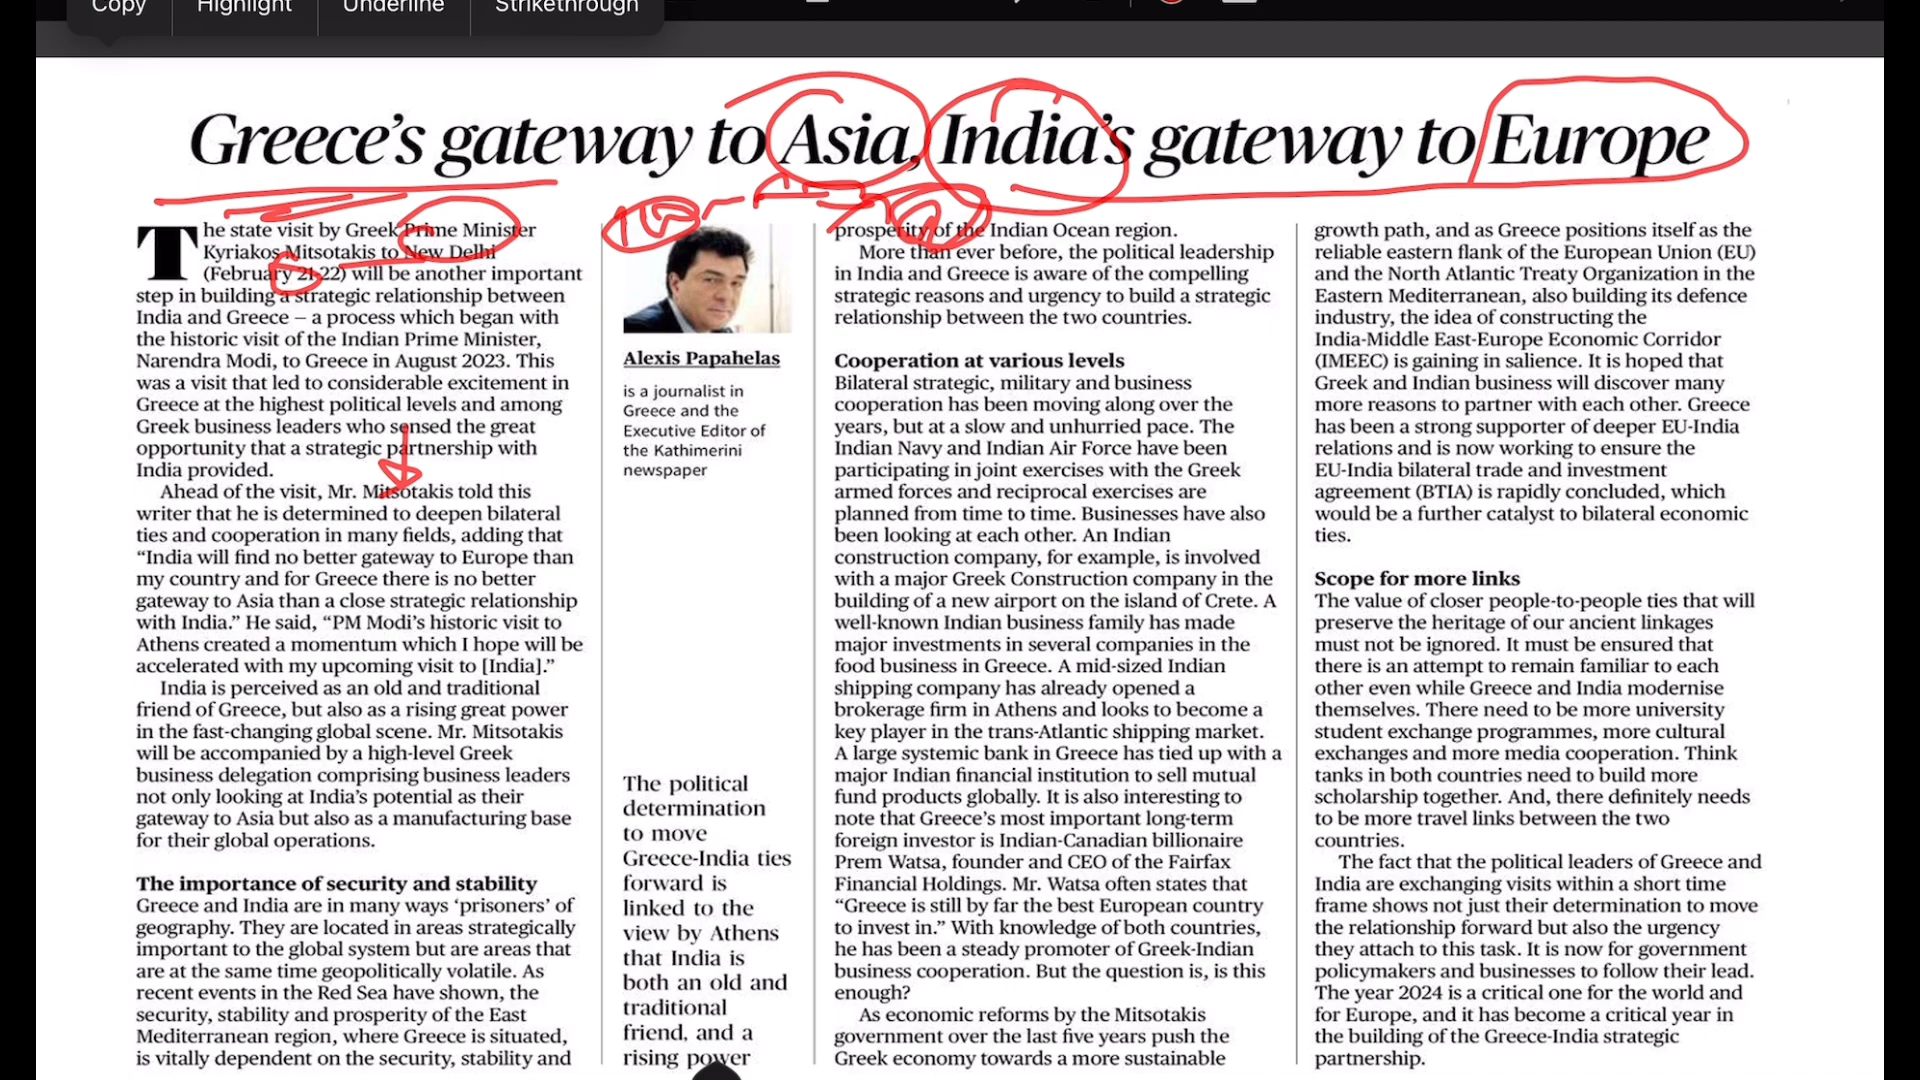 Copy Highlight Underline Strikethrough
Greece's gateway to Asia, India's gateway to Europe
The state visit by Greek Prime Minister
Kyriakos Mitsotakis to New Delhi
(February 21-22) will be another important
step in building a strategic relationship between
India and Greece — a process which began with
the historic visit of the Indian Prime Minister,
Narendra Modi, to Greece in August 2023. This
was a visit that led to considerable excitement in
Greece at the highest political levels and among
Greek business leaders who sensed the great
opportunity that a strategic partnership with
India provided.
Ahead of the visit, Mr. Mitsotakis told this
writer that he is determined to deepen bilateral
ties and cooperation in many fields, adding that
“India will find no better gateway to Europe than
my country and for Greece there is no better
gateway to Asia than a close strategic relationship
with India.” He said, “PM Modi's historic visit to
Athens created a momentum which I hope will be
accelerated with my upcoming visit to [India].”
India is perceived as an old and traditional
friend of Greece, but also as a rising great power
in the fast-changing global scene. Mr. Mitsotakis
will be accompanied by a high-level Greek
business delegation comprising business leaders
not only looking at India's potential as their
gateway to Asia but also as a manufacturing base
for their global operations.
The importance of security and stability
Greece and India are in many ways ‘prisoners’ of
geography. They are located in areas strategically
important to the global system but are areas that
are at the same time geopolitically volatile. As
recent events in the Red Sea have shown, the
security, stability and prosperity of the East
Mediterranean region, where Greece is situated,
is vitally dependent on the security, stability and
Alexis Papahelas
is a journalist in
Greece and the
Executive Editor of
the Kathimerini
newspaper
The political
determination
to move
Greece-India ties
forward is
linked to the
view by Athens
that India is
both an old and
traditional
friend, and a
rising power
prosperity of the Indian Ocean region.
More than ever before, the political leadership
in India and Greece is aware of the compelling
strategic reasons and urgency to build a strategic
relationship between the two countries.
Cooperation at various levels
Bilateral strategic, military and business
cooperation has been moving along over the
years, but at a slow and unhurried pace. The
Indian Navy and Indian Air Force have been
participating in joint exercises with the Greek
armed forces and reciprocal exercises are
planned from time to time. Businesses have also
been looking at each other. An Indian
construction company, for example, is involved
with a major Greek Construction company in the
building of a new airport on the island of Crete. A
well-known Indian business family has made
major investments in several companies in the
food business in Greece. A mid-sized Indian
shipping company has already opened a
brokerage firm in Athens and looks to become a
key player in the trans-Atlantic shipping market.
A large systemic bank in Greece has tied up with a
major Indian financial institution to sell mutual
fund products globally. It is also interesting to
note that Greece's most important long-term
foreign investor is Indian-Canadian billionaire
Prem Watsa, founder and CEO of the Fairfax
Financial Holdings. Mr. Watsa often states that
“Greece is still by far the best European country
to invest in.” With knowledge of both countries,
he has been a steady promoter of Greek-Indian
business cooperation. But the question is, is this
enough?
As economic reforms by the Mitsotakis
government over the last five years push the
Greek economy towards a more sustainable
growth path, and as Greece positions itself as the
reliable eastern flank of the European Union (EU)
and the North Atlantic Treaty Organization in the
Eastern Mediterranean, also building its defence
industry, the idea of constructing the
India-Middle East-Europe Economic Corridor
(IMEEC) is gaining in salience. It is hoped that
Greek and Indian business will discover many
more reasons to partner with each other. Greece
has been a strong supporter of deeper EU-India
relations and is now working to ensure the
EU-India bilateral trade and investment
agreement (BTIA) is rapidly concluded, which
would be a further catalyst to bilateral economic
ties.
Scope for more links
The value of closer people-to-people ties that will
preserve the heritage of our ancient linkages
must not be ignored. It must be ensured that
there is an attempt to remain familiar to each
other even while Greece and India modernise
themselves. There need to be more university
student exchange programmes, more cultural
exchanges and more media cooperation. Think
tanks in both countries need to build more
scholarship together. And, there definitely needs
to be more travel links between the two
countries.
The fact that the political leaders of Greece and
India are exchanging visits within a short time
frame shows not just their determination to move
the relationship forward but also the urgency
they attach to this task. It is now for government
policymakers and businesses to follow their lead.
The year 2024 is a critical one for the world and
for Europe, and it has become a critical year in
the building of the Greece-India strategic
partnership.